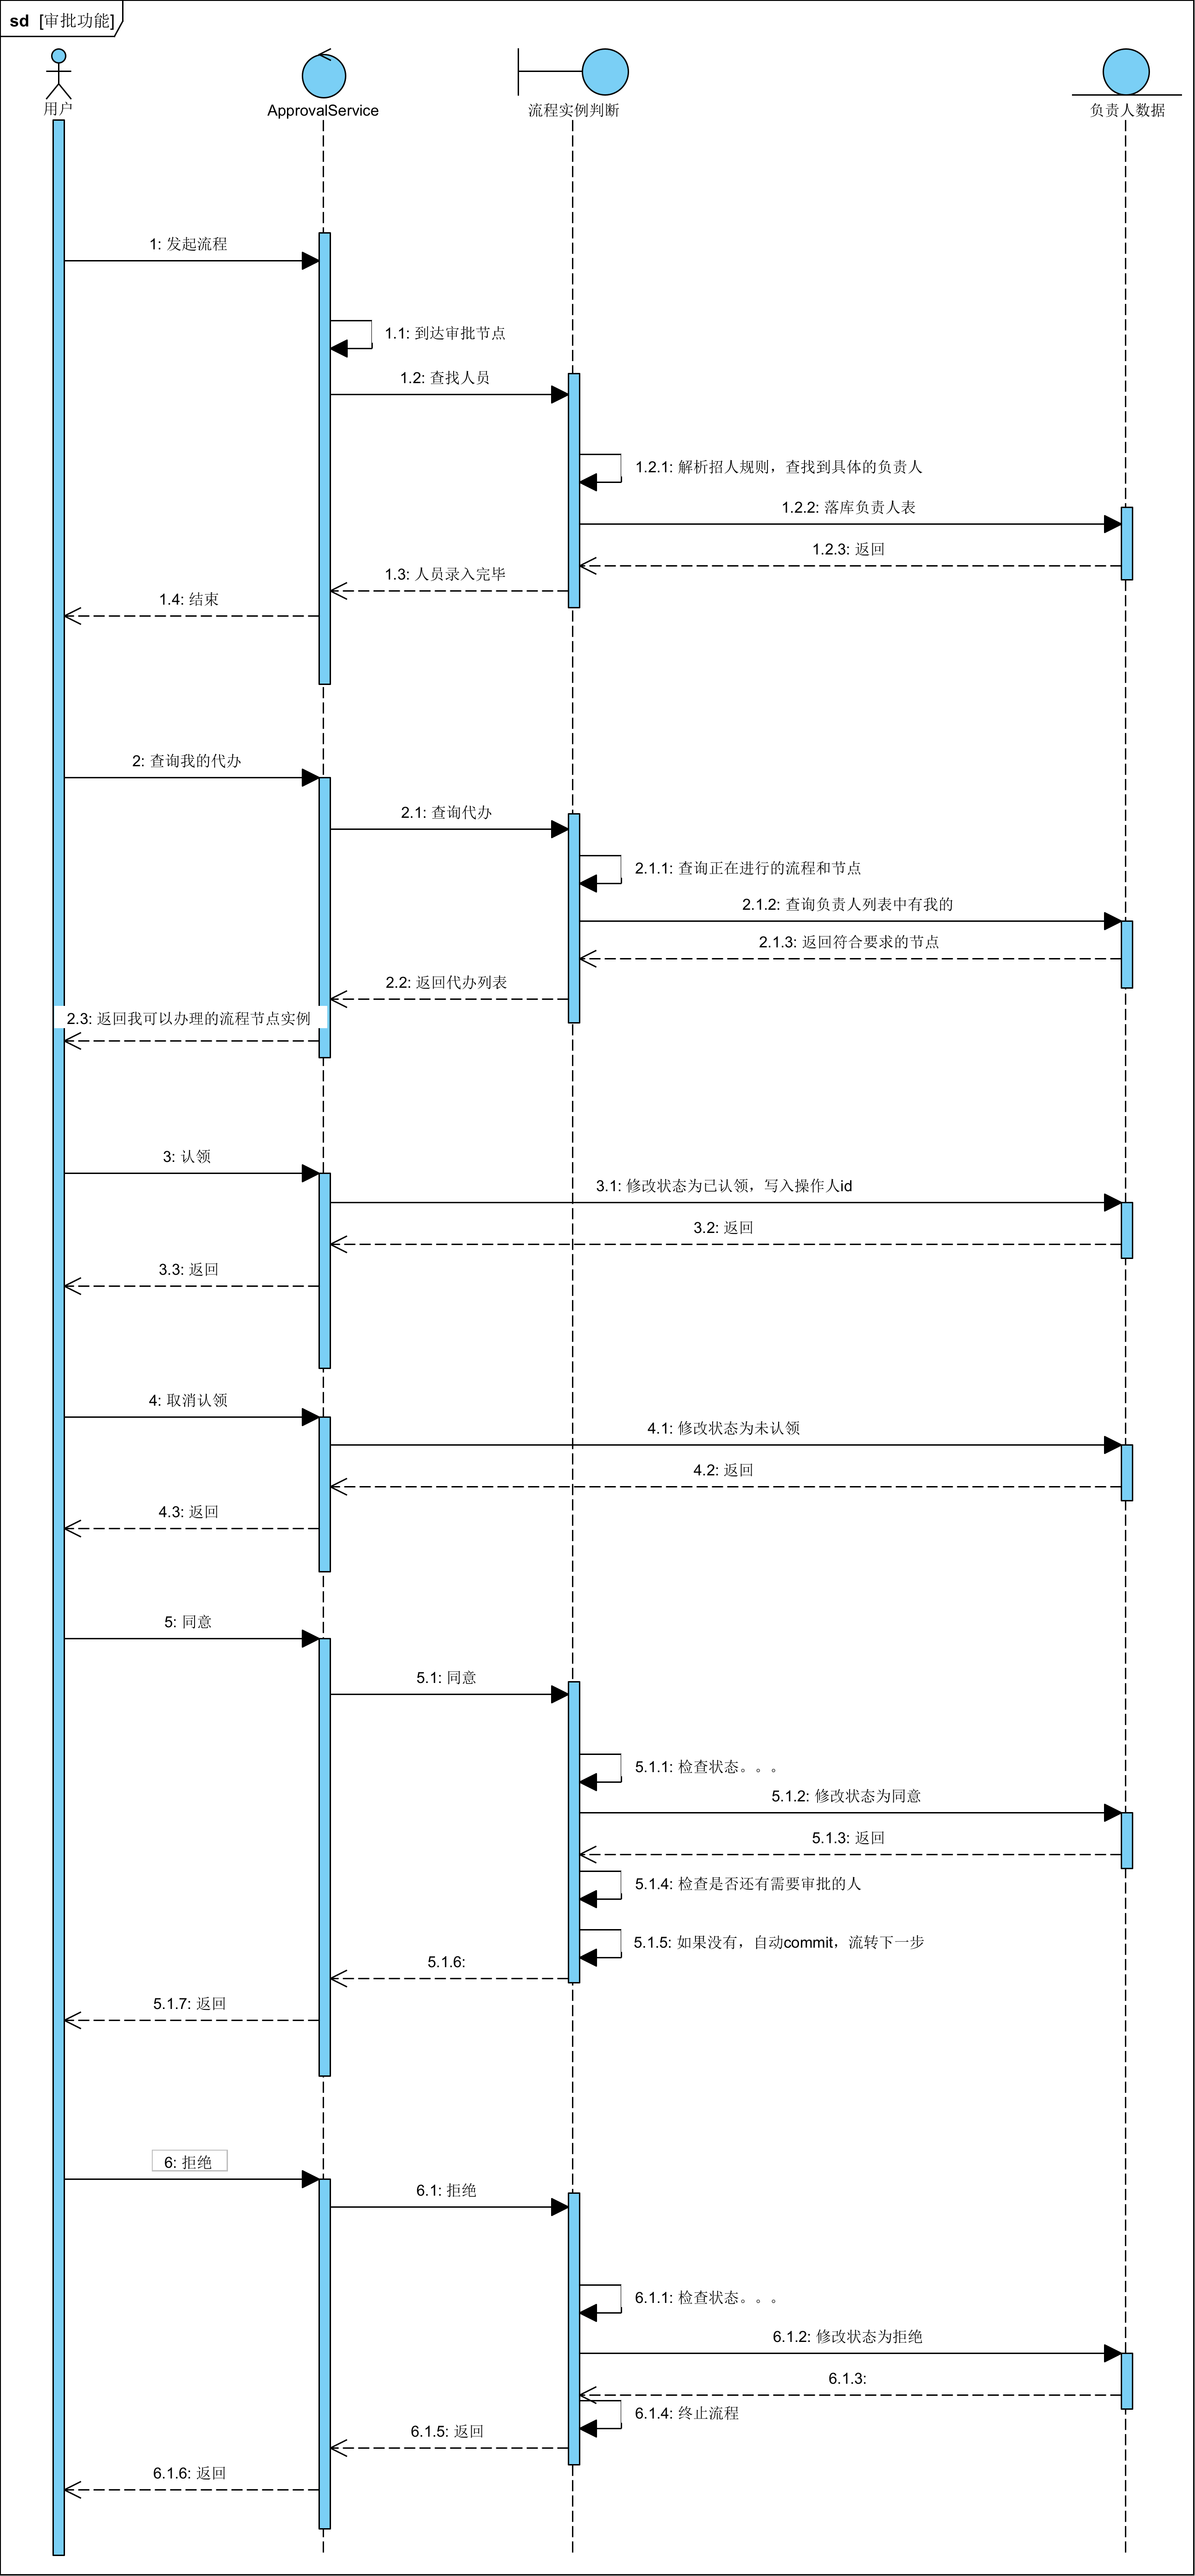 sd [审批功能]
用户
ApprovalService
流程实例判断
负责人数据
1: 发起流程
1.1: 到达审批节点
1.2: 查找人员
1.2.1: 解析招人规则，查找到具体的负责人
1.2.2: 落库负责人表
1.2.3: 返回
1.3: 人员录入完毕
1.4: 结束
2: 查询我的代办
2.1: 查询代办
2.1.1: 查询正在进行的流程和节点
2.1.2: 查询负责人列表中有我的
2.1.3: 返回符合要求的节点
2.2: 返回代办列表
2.3: 返回我可以办理的流程节点实例
3: 认领
3.1: 修改状态为已认领，写入操作人id
3.2: 返回
3.3: 返回
4: 取消认领
4.1: 修改状态为未认领
4.2: 返回
4.3: 返回
5: 同意
5.1: 同意
5.1.1: 检查状态。。。
5.1.2: 修改状态为同意
5.1.3: 返回
5.1.4: 检查是否还有需要审批的人
5.1.5: 如果没有，自动commit，流转下一步
5.1.6:
5.1.7: 返回
6: 拒绝
6.1: 拒绝
6.1.1: 检查状态。。。
6.1.2: 修改状态为拒绝
6.1.3:
6.1.4: 终止流程
6.1.5: 返回
6.1.6: 返回